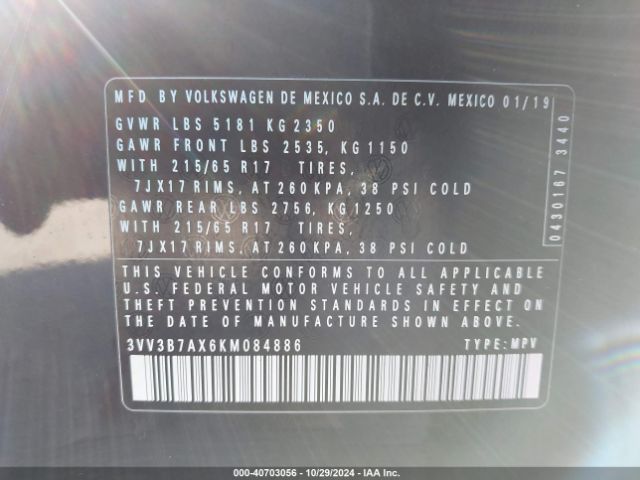 MFD. BY VOLKSWAGEN DE MEXICO S.A. DE C.V. MEXICO 01/19
GVWR LBS 5181 KG 2350
GAWR FRONT LBS 2535, KG 1150
WITH 215/65 R17 TIRES,
7JX17 RIMS, AT 260 KPA, 38 PSI COLD
GAWR REAR LBS 2756, KG 1250
WITH 215/65 R17 TIRES,
7JX17 RIMS, AT 260 KPA, 38 PSI COLD
0430167 3440
THIS VEHICLE CONFORMS TO ALL APPLICABLE
U.S. FEDERAL MOTOR VEHICLE SAFETY AND
THEFT PREVENTION STANDARDS IN EFFECT ON
THE DATE OF MANUFACTURE SHOWN ABOVE.
3VV3B7AX6KM084886 TYPE: MPV
000-40703056 - 10/29/2024 - IAA Inc.